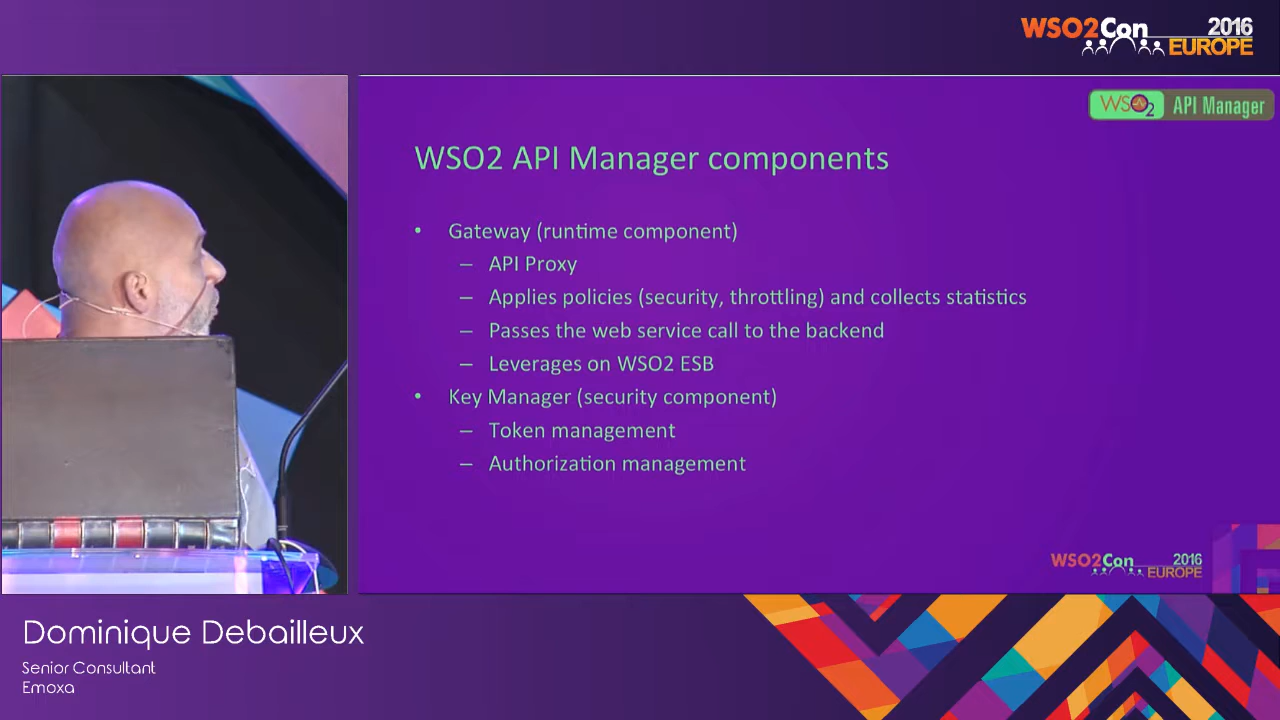 WSO2Con 2016
EUROPE
WSO2 API Manager
WSO2 API Manager components
• Gateway (runtime component)
– API Proxy
– Applies policies (security, throttling) and collects statistics
– Passes the web service call to the backend
– Leverages on WSO2 ESB
• Key Manager (security component)
– Token management
– Authorization management
WSO2Con 2016
EUROPE
Dominique Debailleux
Senior Consultant
Emoxa